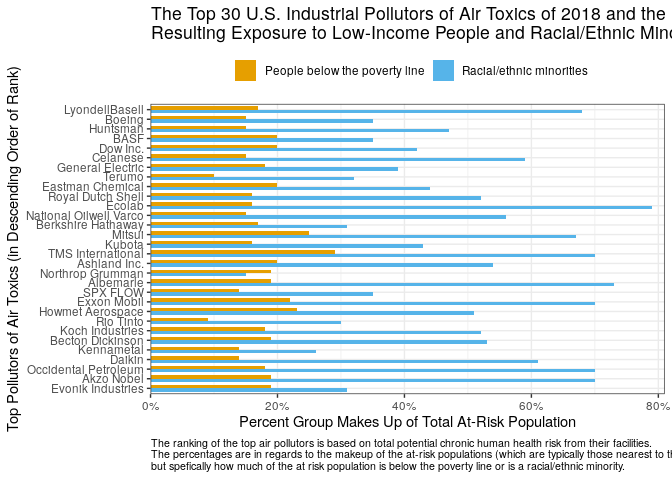 The Top 30 U.S. Industrial Pollutors of Air Toxics of 2018 and the
Resulting Exposure to Low-Income People and Racial/Ethnic Mino
People below the poverty line
Racial/ethnic minorities
Top Pollutors of Air Toxics (in Descending Order of Rank)
LyondellBasell
Boeing
Huntsman
BASF
Dow Inc.
Celanese
General Electric
Terumo
Eastman Chemical
Royal Dutch Shell
Ecolab
National Oilwell Varco
Berkshire Hathaway
Mitsui
Kubota
TMS International
Ashland Inc.
Northrop Grumman
Albemarle
SPX FLOW
Exxon Mobil
Howmet Aerospace
Rio Tinto
Koch Industries
Becton Dickinson
Kennametal
Daikin
Occidental Petroleum
Akzo Nobel
Evonik Industries
0% 20% 40% 60% 80%
Percent Group Makes Up of Total At-Risk Population
The ranking of the top air pollutors is based on total potential chronic human health risk from their facilities.
The percentages are in regards to the makeup of the at-risk populations (which are typically those nearest to th
but spefically how much of the at risk population is below the poverty line or is a racial/ethnic minority.